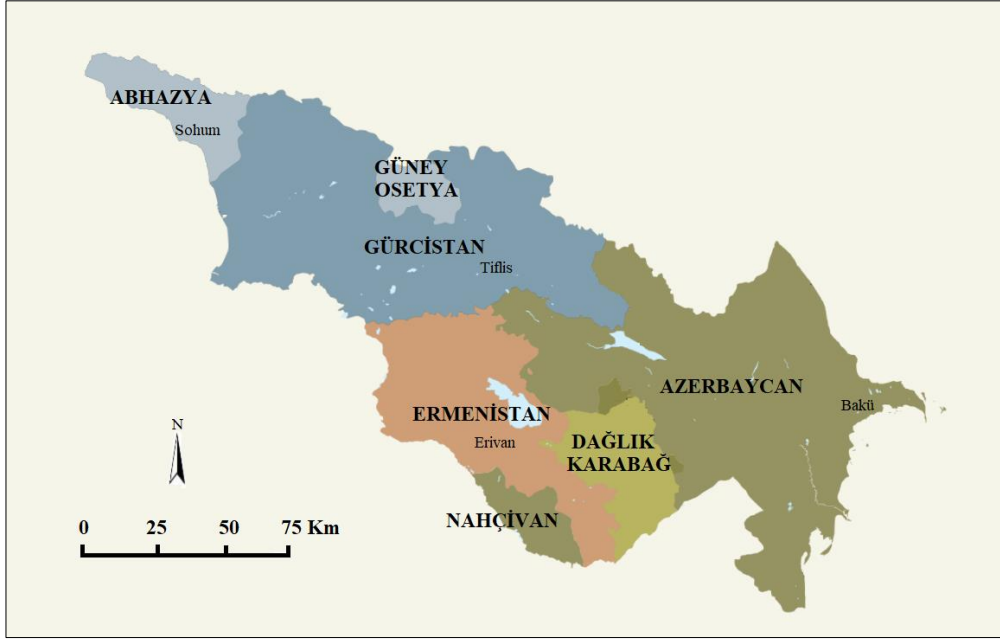 ABHAZYA
Sohum
GÜNEY
OSETYA
GÜRCİSTAN
Tiflis
AZERBAYCAN
Bakü
ERMENİSTAN
Erivan
DAĞLIK
KARABAĞ
NAHÇİVAN
N
0 25 50 75 Km